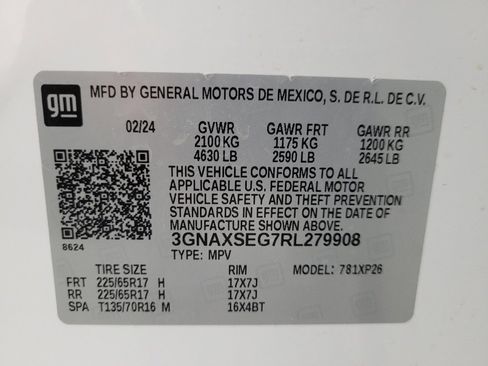 gm MFD BY GENERAL MOTORS DE MEXICO, S. DE R.L. DE C.V.
02/24 GVWR GAWR FRT GAWR RR
2100 KG 1175 KG 1200 KG
4630 LB 2590 LB 2645 LB
THIS VEHICLE CONFORMS TO ALL
APPLICABLE U.S. FEDERAL MOTOR
VEHICLE SAFETY AND THEFT
PREVENTION STANDARDS IN
EFFECT ON THE DATE OF
MANUFACTURE SHOWN ABOVE.
8624 3GNAXSEG7RL279908
TYPE: MPV
TIRE SIZE RIM MODEL: 781XP26
FRT 225/65R17 H 17X7J
RR 225/65R17 H 17X7J
SPA T135/70R16 M 16X4BT